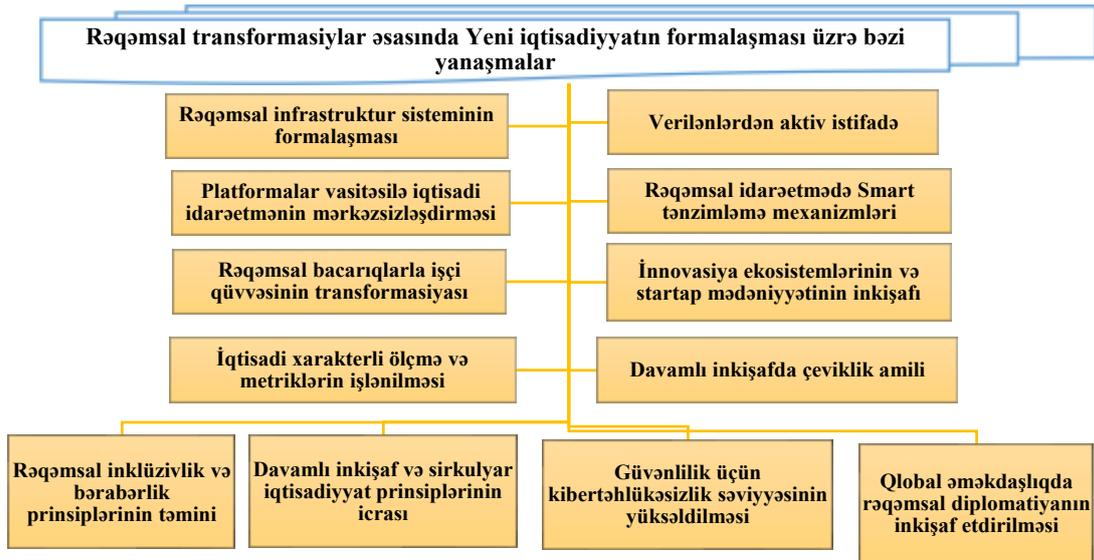 Rəqəmsal transformasiylar əsasında Yeni iqtisadiyyatın formalaşması üzrə bəzi
yanaşmalar
Rəqəmsal infrastruktur sisteminin
formalaşması
Verilənlərdən aktiv istifadə
Platformalar vasitəsilə iqtisadi
idarəetmənin mərkəzsizləşdirməsi
Rəqəmsal idarəetmədə Smart
tənzimləmə mexanizmləri
Rəqəmsal bacarıqlarla işçi
qüvvəsinin transformasiyası
İnnovasiya ekosistemlərinin və
startap mədəniyyətinin inkişafı
İqtisadi xarakterli ölçmə və
metriklərin işlənilməsi
Davamlı inkişafda çeviklik amili
Rəqəmsal inklüzivlik və
bərabərlik
prinsiplərinin təmini
Davamlı inkişaf və sirkulyar
iqtisadiyyat prinsiplərinin
icrası
Güvənlilik üçün
kibertəhlükəsizlik səviyyəsinin
yüksəldilməsi
Qlobal əməkdaşlıqda
rəqəmsal diplomatiyanın
inkişaf etdirilməsi